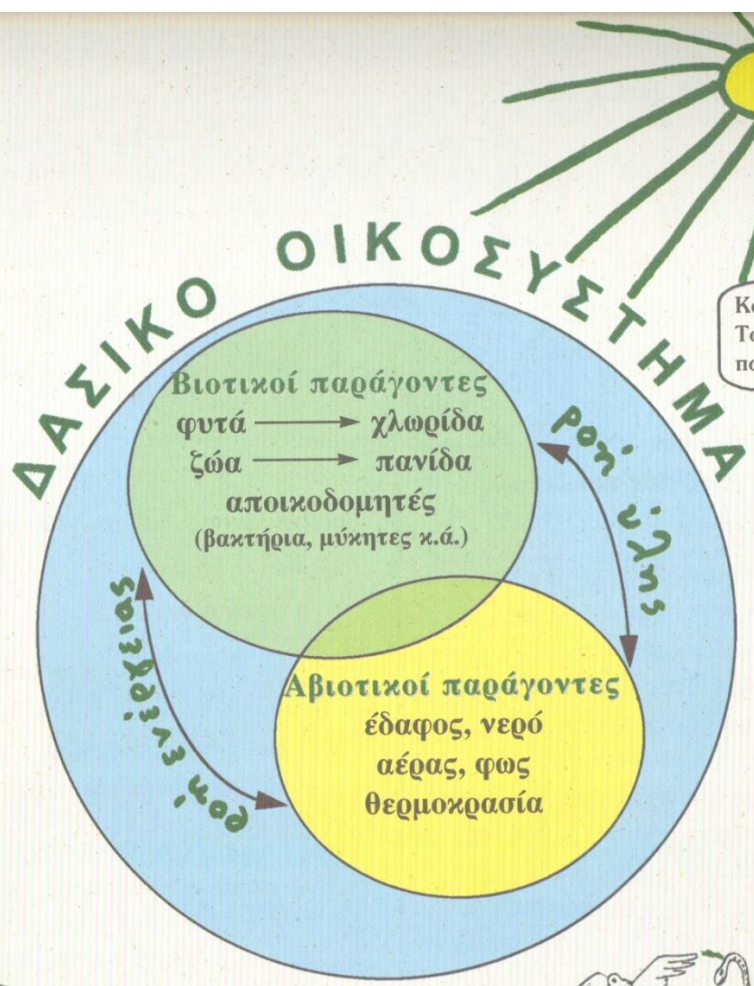 ΔΑΣΙΚΟ ΟΙΚΟΣΥΣΤΗΜΑ
Βιοτικοί παράγοντες
φυτά χλωρίδα
ζώα πανίδα
αποικοδομητές
(βακτήρια, μύκητες κ.ά.)
ροή ύλης
ροή ενέργειας
Αβιοτικοί παράγοντες
έδαφος, νερό
αέρας, φως
θερμοκρασία